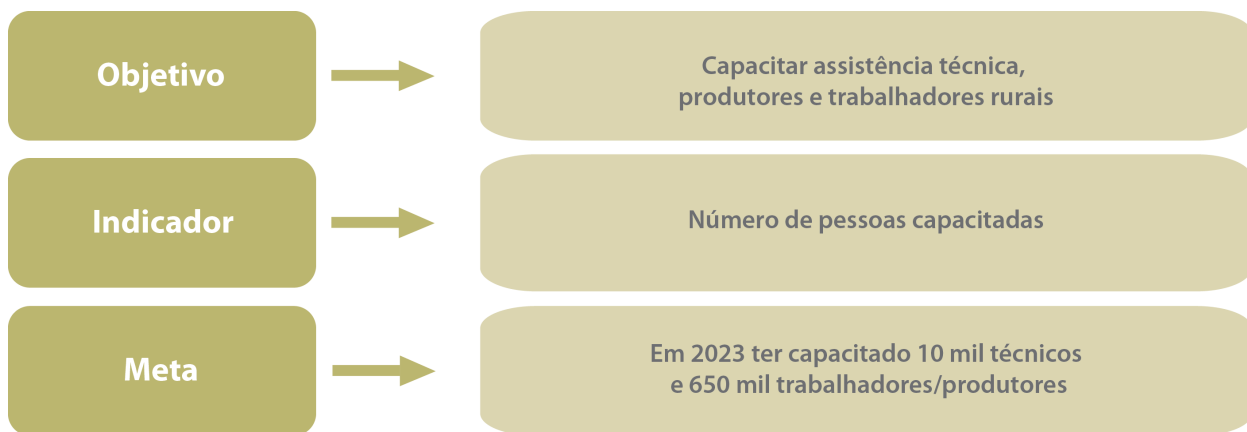 Objetivo
Capacitar assistência técnica,
produtores e trabalhadores rurais
Indicador
Número de pessoas capacitadas
Meta
Em 2023 ter capacitado 10 mil técnicos
e 650 mil trabalhadores/produtores